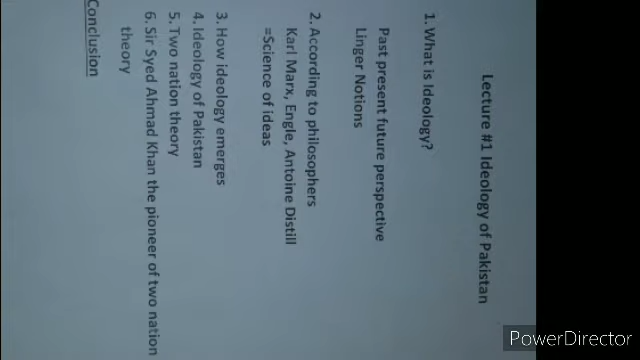 Lecture #1 Ideology of Pakistan
1. What is Ideology?
Past present future perspective
Linger Notions
2. According to philosophers
Karl Marx, Engle, Antoine Distill
=Science of ideas
3. How ideology emerges
4. Ideology of Pakistan
5. Two nation theory
6. Sir Syed Ahmad Khan the pioneer of two nation
theory
Conclusion
PowerDirector